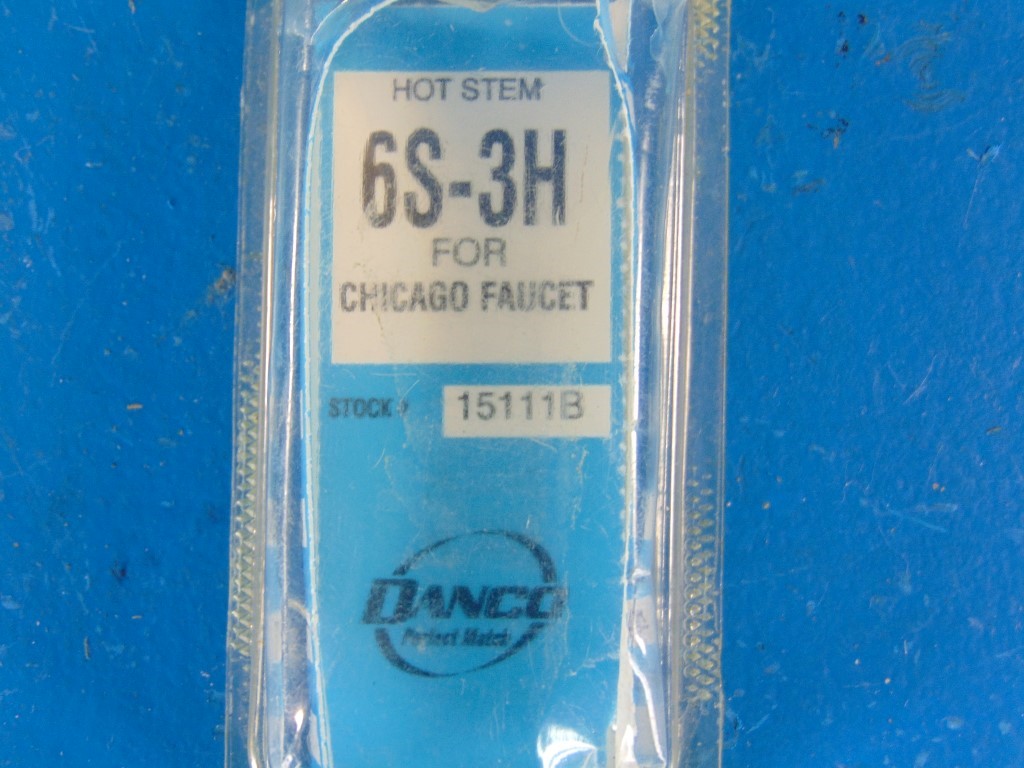 HOT STEM
6S-3H
FOR
CHICAGO FAUCET
STOCK # 15111B
DANCO
Perfect Match